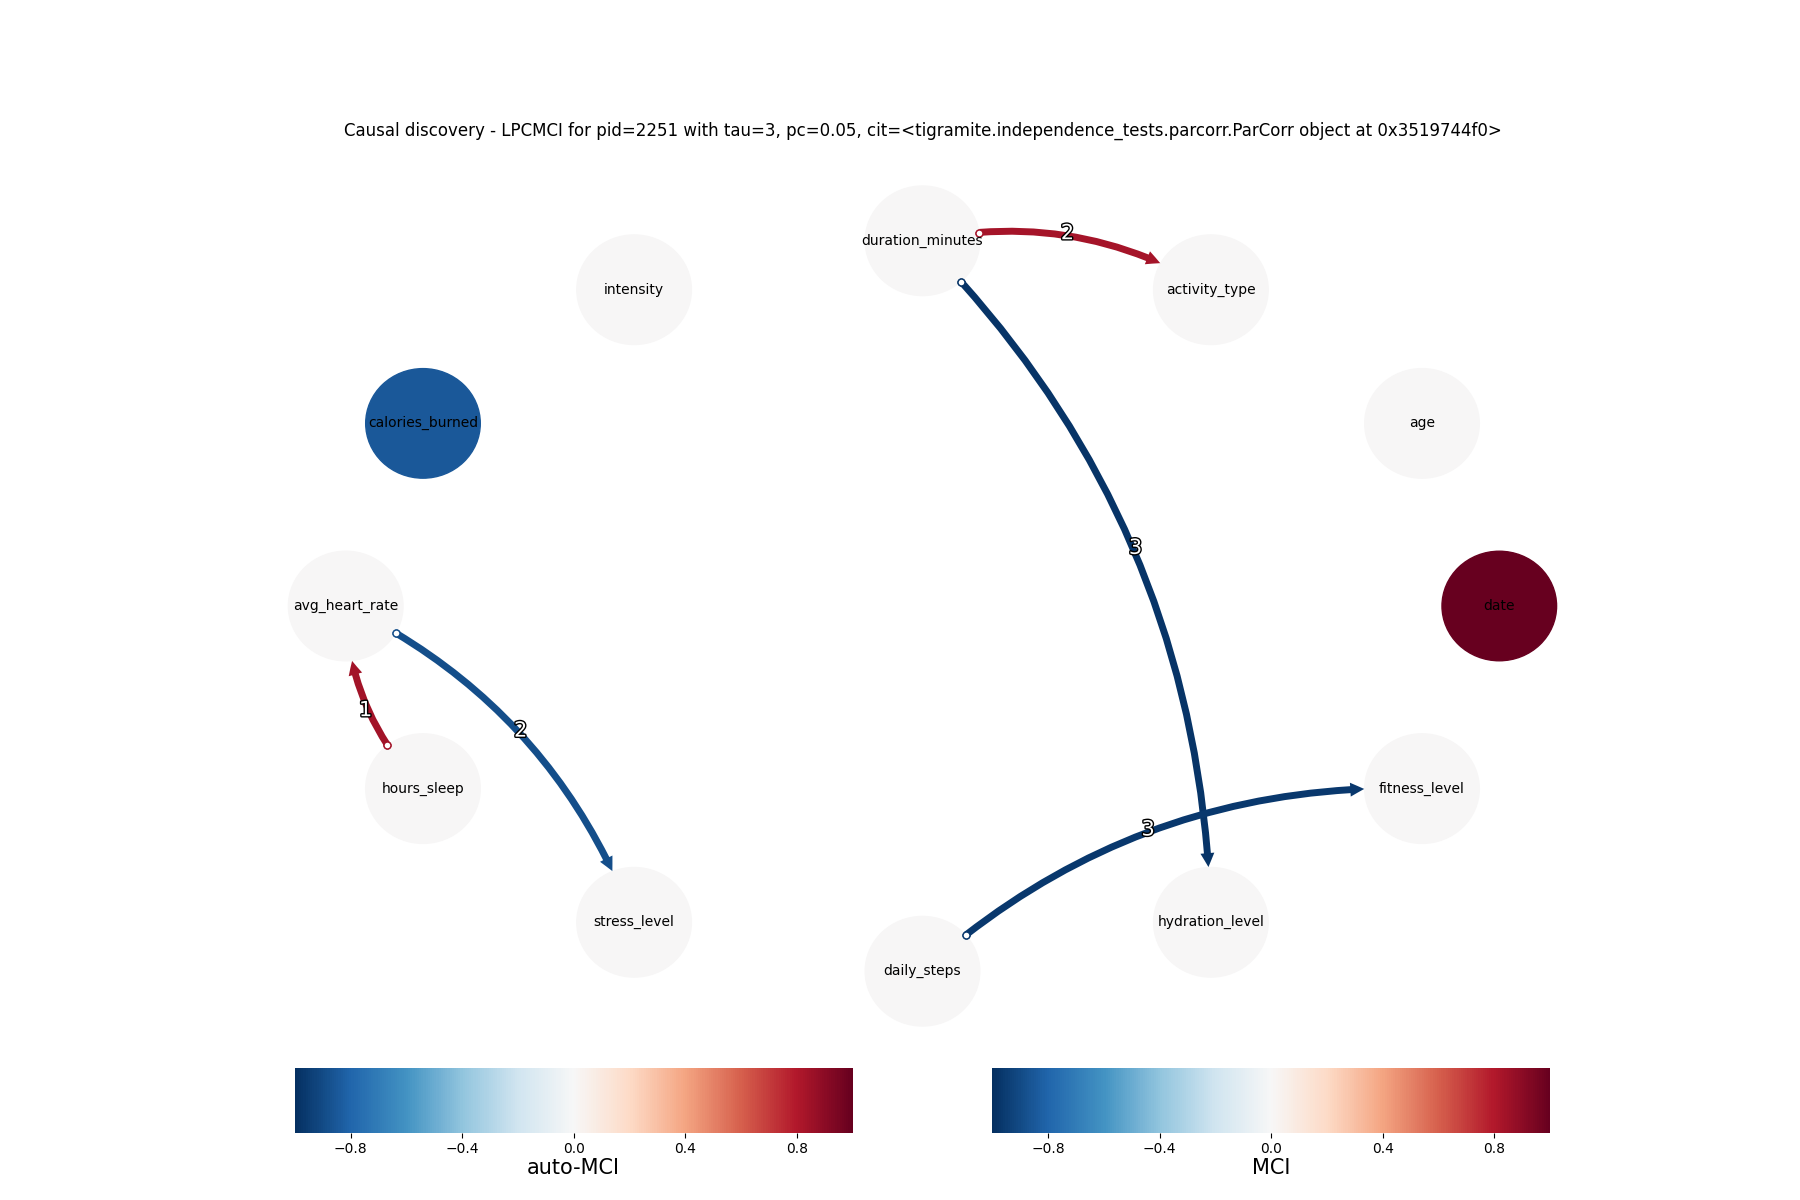 Causal discovery - LPCMCI for pid=2251 with tau=3, pc=0.05, cit=<tigramite.independence_tests.parcorr.ParCorr object at 0x3519744f0>
duration_minutes
2
intensity
activity_type
calories_burned
age
3
avg_heart_rate
date
1
2
hours_sleep
fitness_level
3
stress_level
hydration_level
daily_steps
−0.8 −0.4 0.0 0.4 0.8
auto-MCI
−0.8 −0.4 0.0 0.4 0.8
MCI